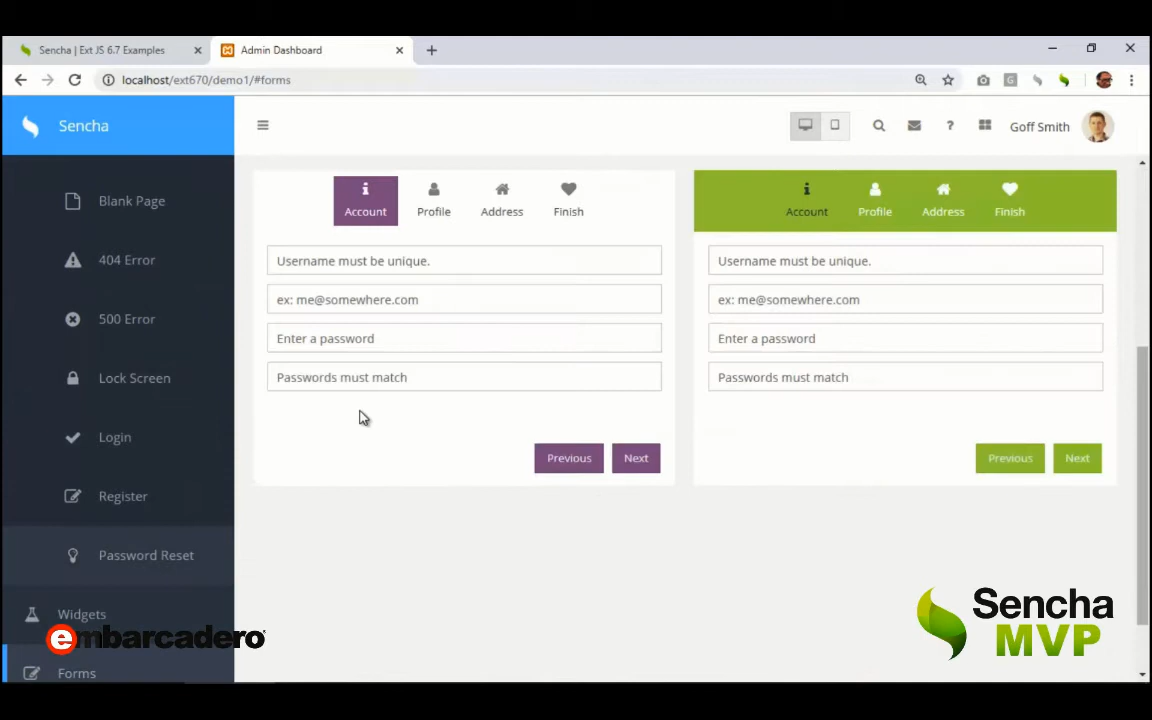 Sencha | Ext JS 6.7 Examples
Admin Dashboard
localhost/ext670/demo1/#forms
Sencha
Goff Smith
Blank Page
404 Error
500 Error
Lock Screen
Login
Register
Password Reset
Widgets
Forms
Account Profile Address Finish
Username must be unique.
ex: me@somewhere.com
Enter a password
Passwords must match
Previous Next
Account Profile Address Finish
Username must be unique.
ex: me@somewhere.com
Enter a password
Passwords must match
Previous Next
embarcadero
Sencha
MVP